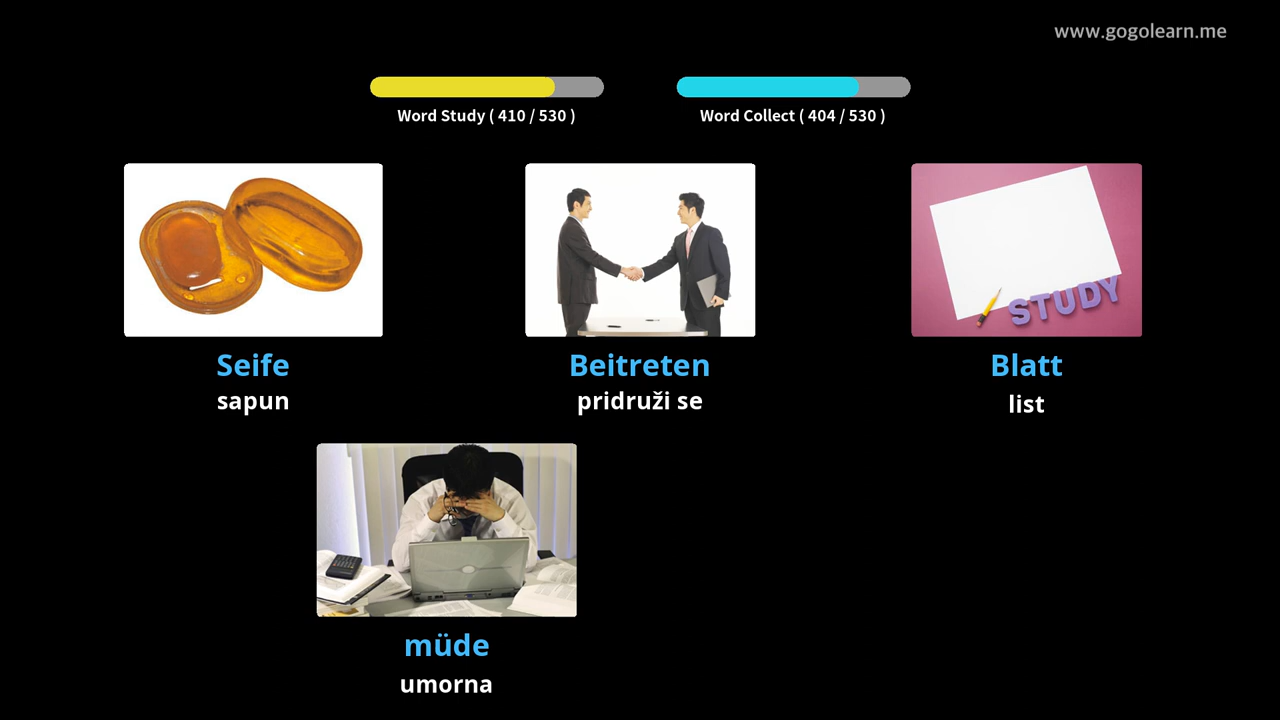 www.gogolearn.me
Word Study ( 410 / 530 )
Word Collect ( 404 / 530 )
STUDY
Seife
sapun
Beitreten
pridruži se
Blatt
list
müde
umorna